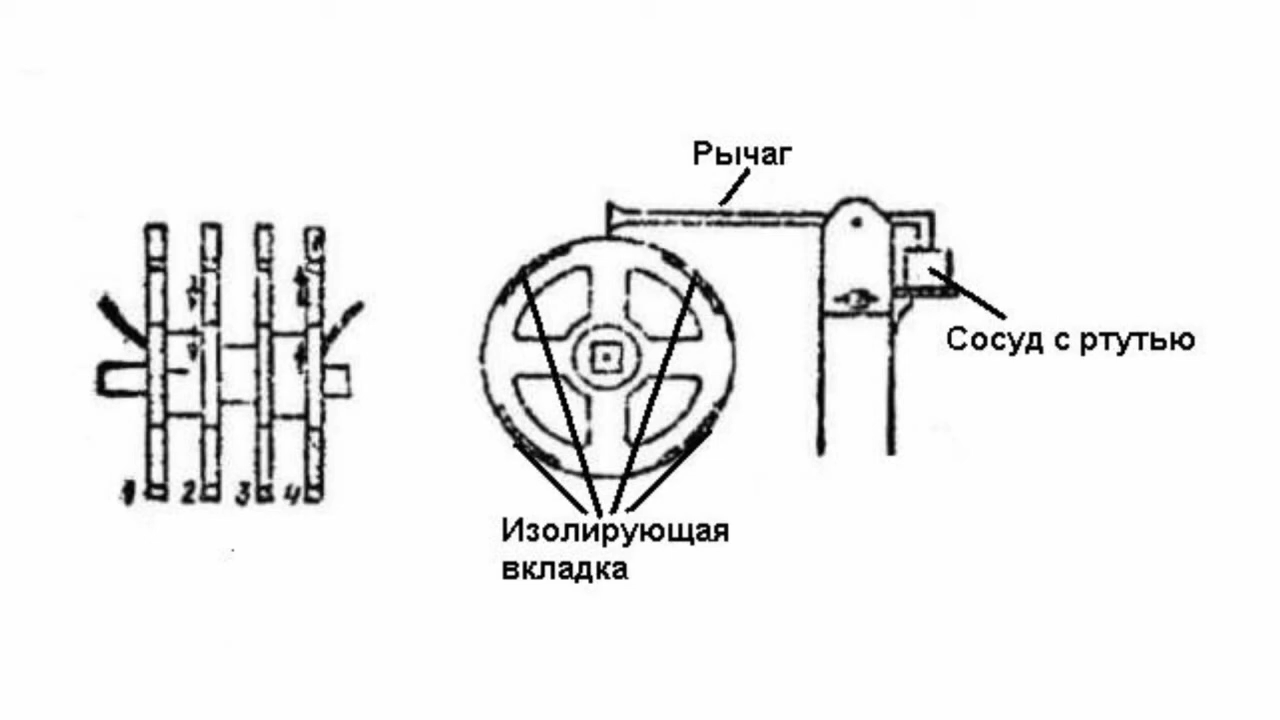 Рычаг
Сосуд с ртутью
1 2 3 4
Изолирующая
вкладка